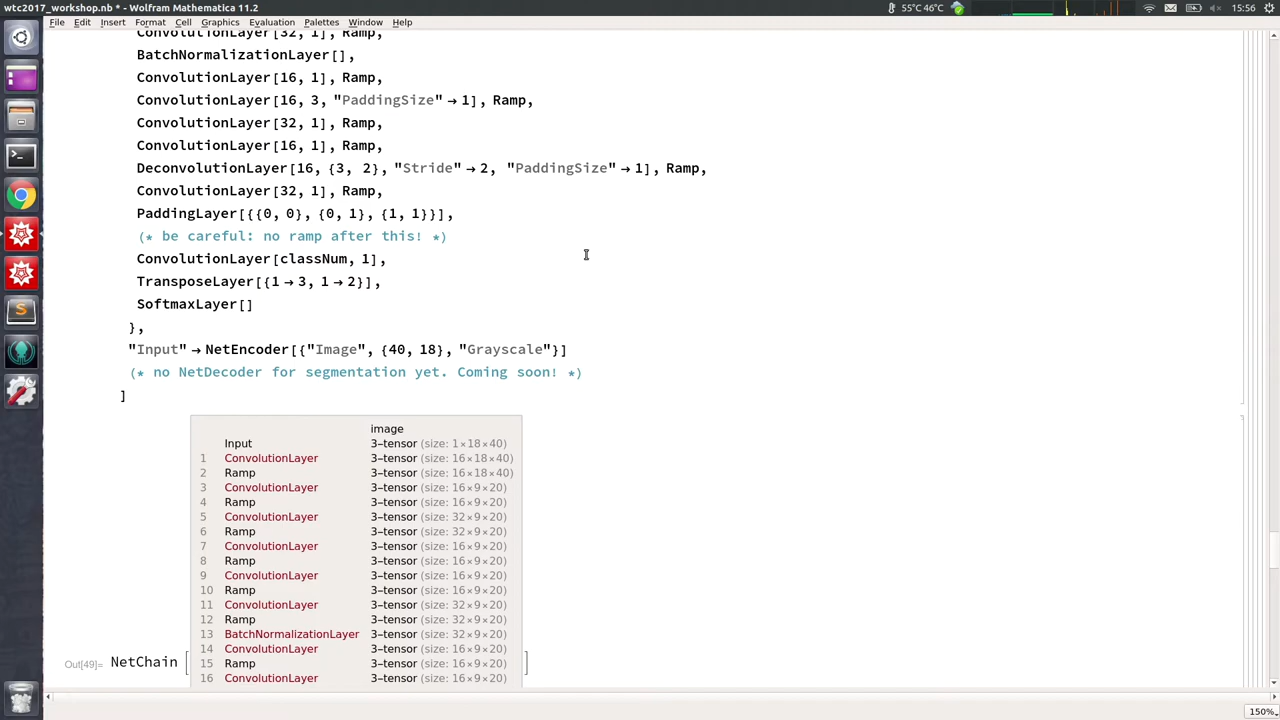 wtc2017_workshop.nb * - Wolfram Mathematica 11.2
55°C 46°C
15:56
File Edit Insert Format Cell Graphics Evaluation Palettes Window Help
ConvolutionLayer[32, 1], Ramp,
BatchNormalizationLayer[],
ConvolutionLayer[16, 1], Ramp,
ConvolutionLayer[16, 3, "PaddingSize" → 1], Ramp,
ConvolutionLayer[32, 1], Ramp,
ConvolutionLayer[16, 1], Ramp,
DeconvolutionLayer[16, {3, 2}, "Stride" → 2, "PaddingSize" → 1], Ramp,
ConvolutionLayer[32, 1], Ramp,
PaddingLayer[{{0, 0}, {0, 1}, {1, 1}}],
(* be careful: no ramp after this! *)
ConvolutionLayer[classNum, 1],
TransposeLayer[{1 → 3, 1 → 2}],
SoftmaxLayer[]
},
"Input" → NetEncoder[{"Image", {40, 18}, "Grayscale"}]
(* no NetDecoder for segmentation yet. Coming soon! *)
]
image
Input 3-tensor (size: 1×18×40)
1 ConvolutionLayer 3-tensor (size: 16×18×40)
2 Ramp 3-tensor (size: 16×18×40)
3 ConvolutionLayer 3-tensor (size: 16×9×20)
4 Ramp 3-tensor (size: 16×9×20)
5 ConvolutionLayer 3-tensor (size: 32×9×20)
6 Ramp 3-tensor (size: 32×9×20)
7 ConvolutionLayer 3-tensor (size: 16×9×20)
8 Ramp 3-tensor (size: 16×9×20)
9 ConvolutionLayer 3-tensor (size: 16×9×20)
10 Ramp 3-tensor (size: 16×9×20)
11 ConvolutionLayer 3-tensor (size: 32×9×20)
12 Ramp 3-tensor (size: 32×9×20)
13 BatchNormalizationLayer 3-tensor (size: 32×9×20)
14 ConvolutionLayer 3-tensor (size: 16×9×20)
Out[49]= NetChain [ ]
15 Ramp 3-tensor (size: 16×9×20)
16 ConvolutionLayer 3-tensor (size: 16×9×20)
150%